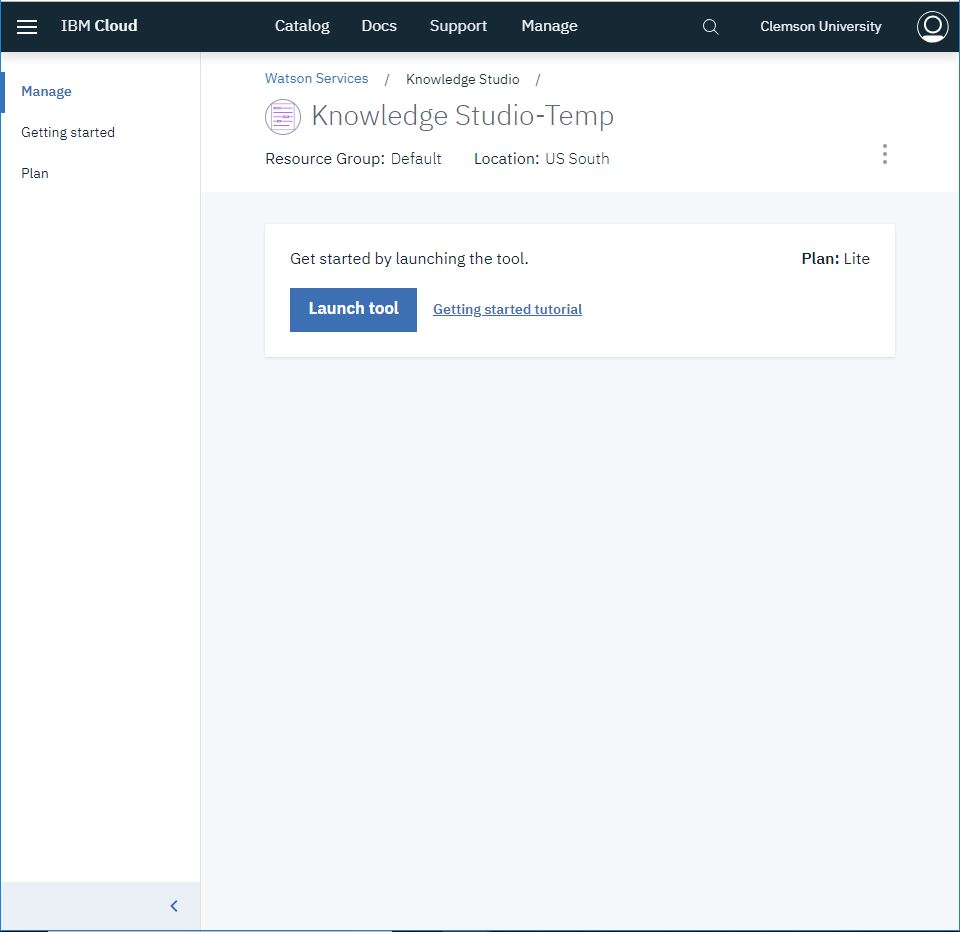 IBM Cloud Catalog Docs Support Manage Clemson University
Manage
Getting started
Plan
Watson Services / Knowledge Studio /
Knowledge Studio-Temp
Resource Group: Default Location: US South
Get started by launching the tool. Plan: Lite
Launch tool Getting started tutorial